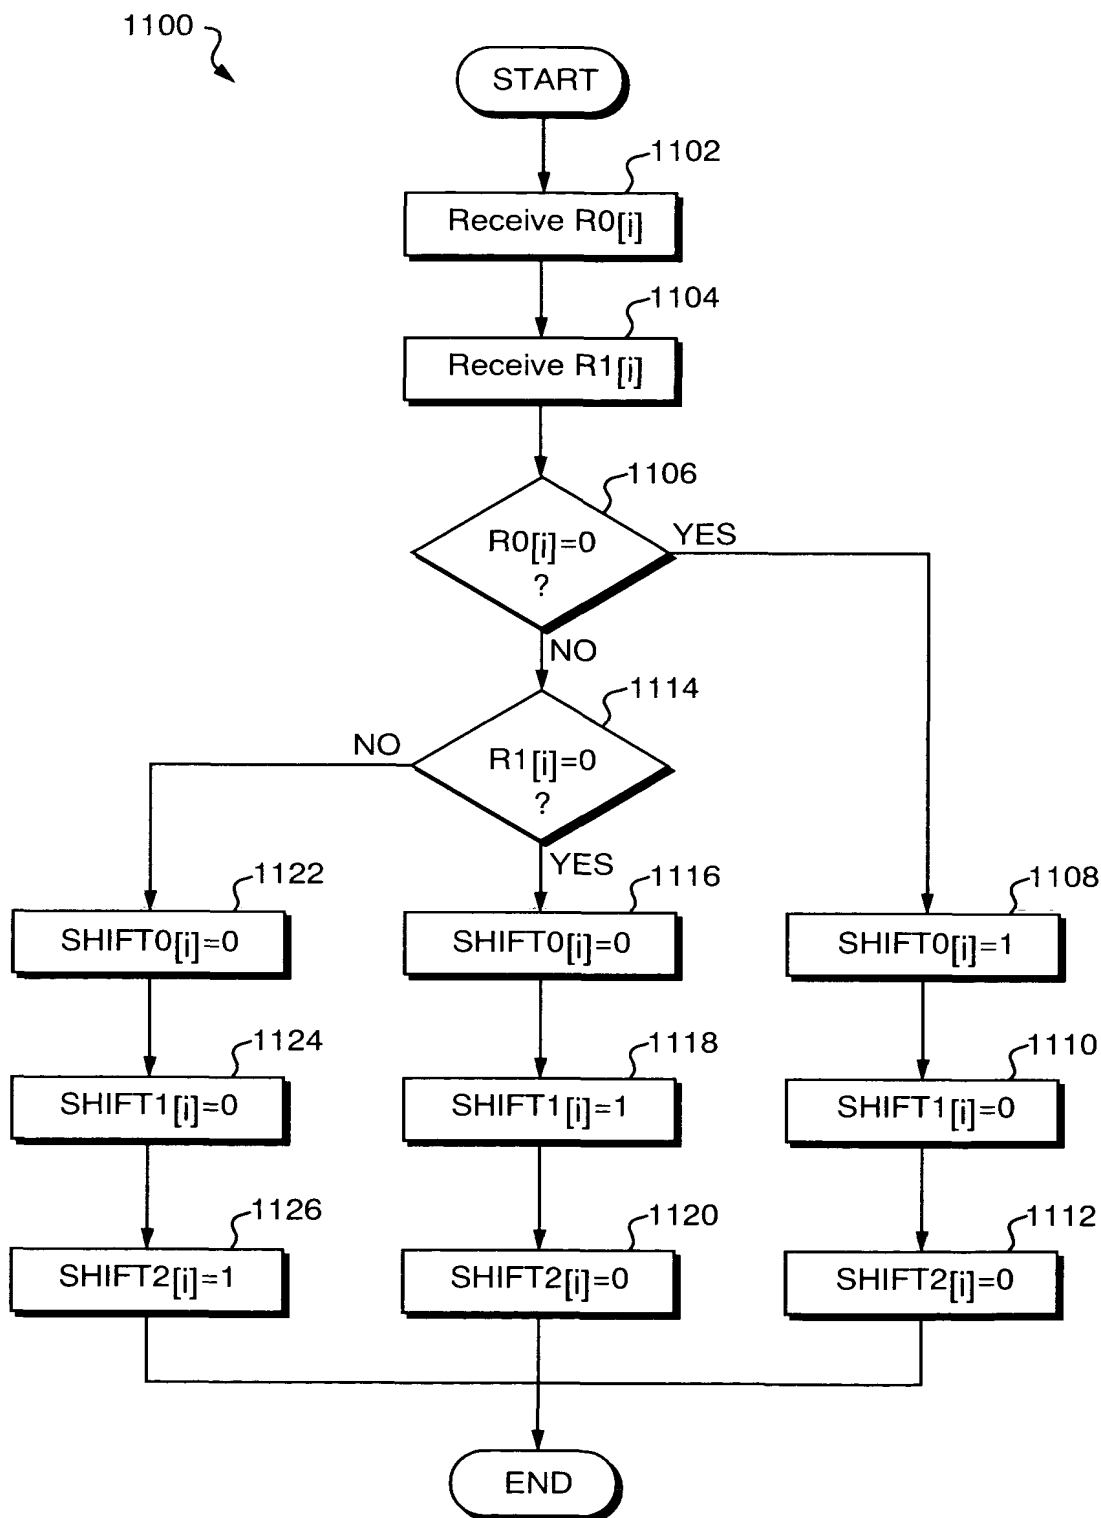 1100
START
1102
Receive R0[i]
1104
Receive R1[i]
1106
R0[i]=0
?
YES
NO
1114
R1[i]=0
?
NO
YES
1122
1116
1108
SHIFT0[i]=0
SHIFT0[i]=0
SHIFT0[i]=1
1124
1118
1110
SHIFT1[i]=0
SHIFT1[i]=1
SHIFT1[i]=0
1126
1120
1112
SHIFT2[i]=1
SHIFT2[i]=0
SHIFT2[i]=0
END